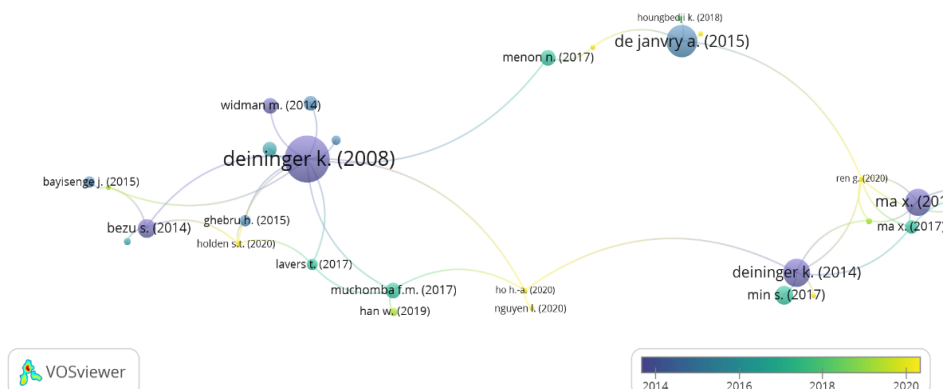 houngbedji k. (2018)
de janvry a. (2015)
menon n. (2017)
widman m. (2014)
deininger k. (2008)
bayisenge j. (2015)
ren g. (2020)
ma x. (201
ghebru h. (2015)
bezu s. (2014)
ma x. (2017)
holden s.t. (2020)
lavers t. (2017)
deininger k. (2014)
muchomba f.m. (2017)
ho h.-a. (2020)
min s. (2017)
han w. (2019)
nguyen l. (2020)
VOSviewer
2014 2016 2018 2020